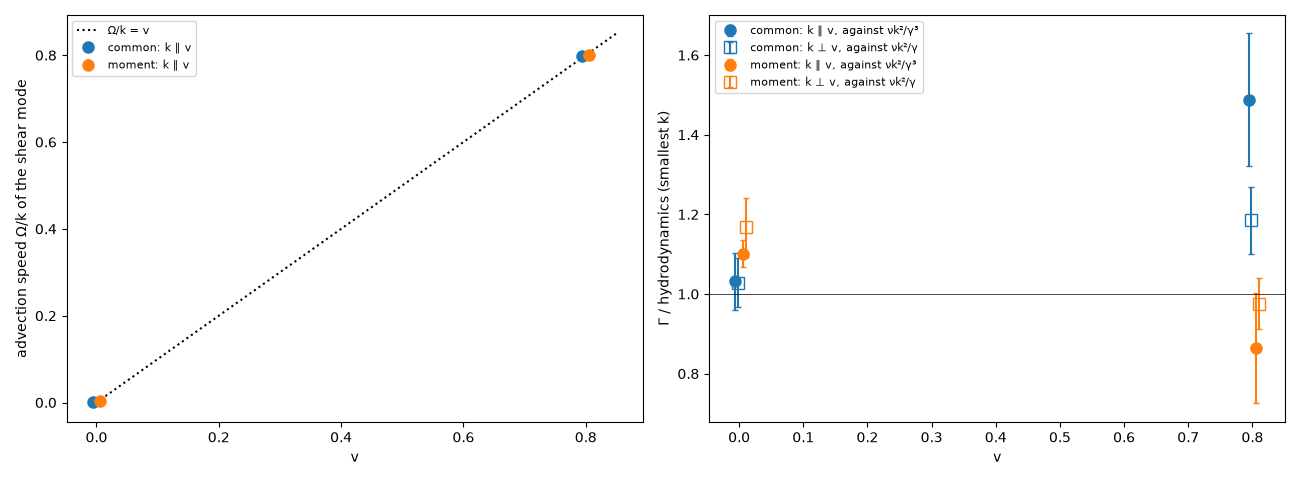 Ω/k = v
common: k ∥ v
moment: k ∥ v
advection speed Ω/k of the shear mode
0.8
0.6
0.4
0.2
0.0
0.0 0.2 0.4 0.6 0.8
v
common: k ∥ v, against νk²/γ³
common: k ⊥ v, against νk²/γ
moment: k ∥ v, against νk²/γ³
moment: k ⊥ v, against νk²/γ
Γ / hydrodynamics (smallest k)
1.6
1.4
1.2
1.0
0.8
0.0 0.1 0.2 0.3 0.4 0.5 0.6 0.7 0.8
v